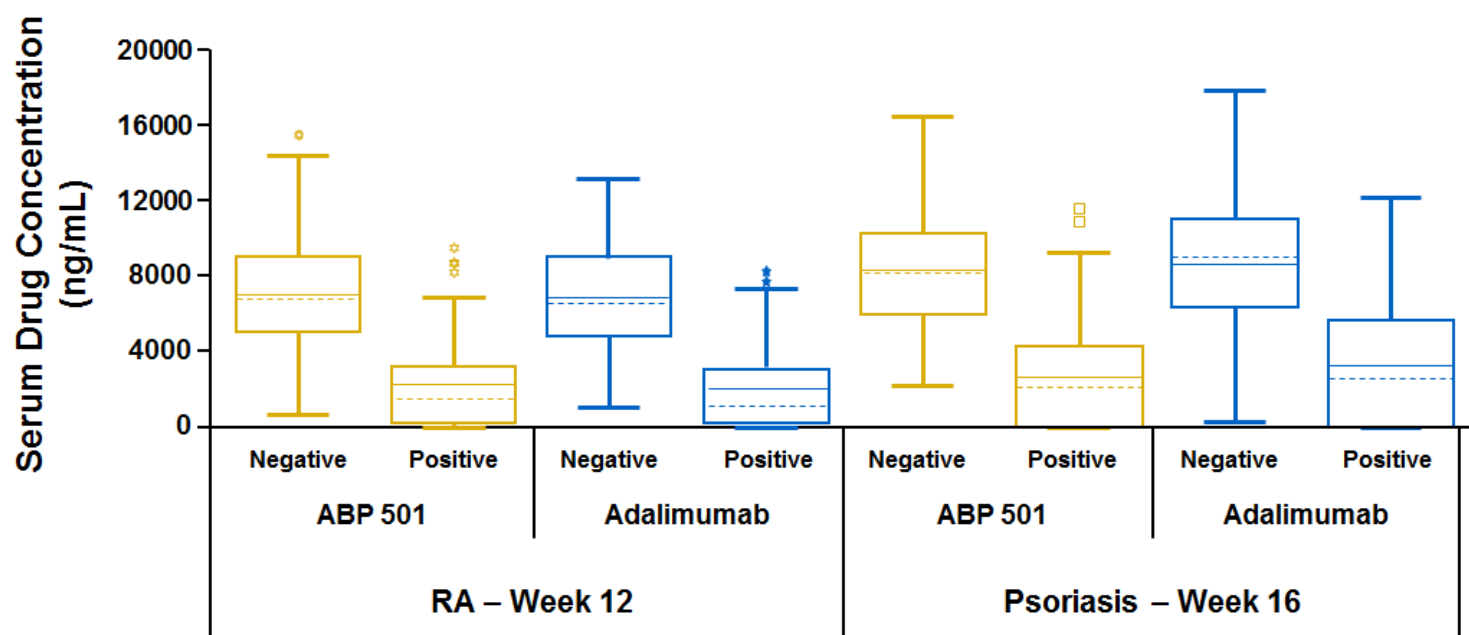 Serum Drug Concentration
(ng/mL)
20000
16000
12000
8000
4000
0
Negative Positive Negative Positive Negative Positive Negative Positive
ABP 501 Adalimumab ABP 501 Adalimumab
RA – Week 12 Psoriasis – Week 16